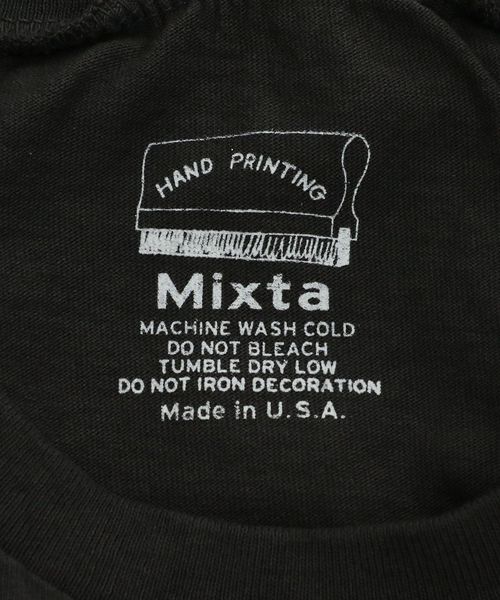 HAND PRINTING
Mixta
MACHINE WASH COLD
DO NOT BLEACH
TUMBLE DRY LOW
DO NOT IRON DECORATION
Made in U.S.A.